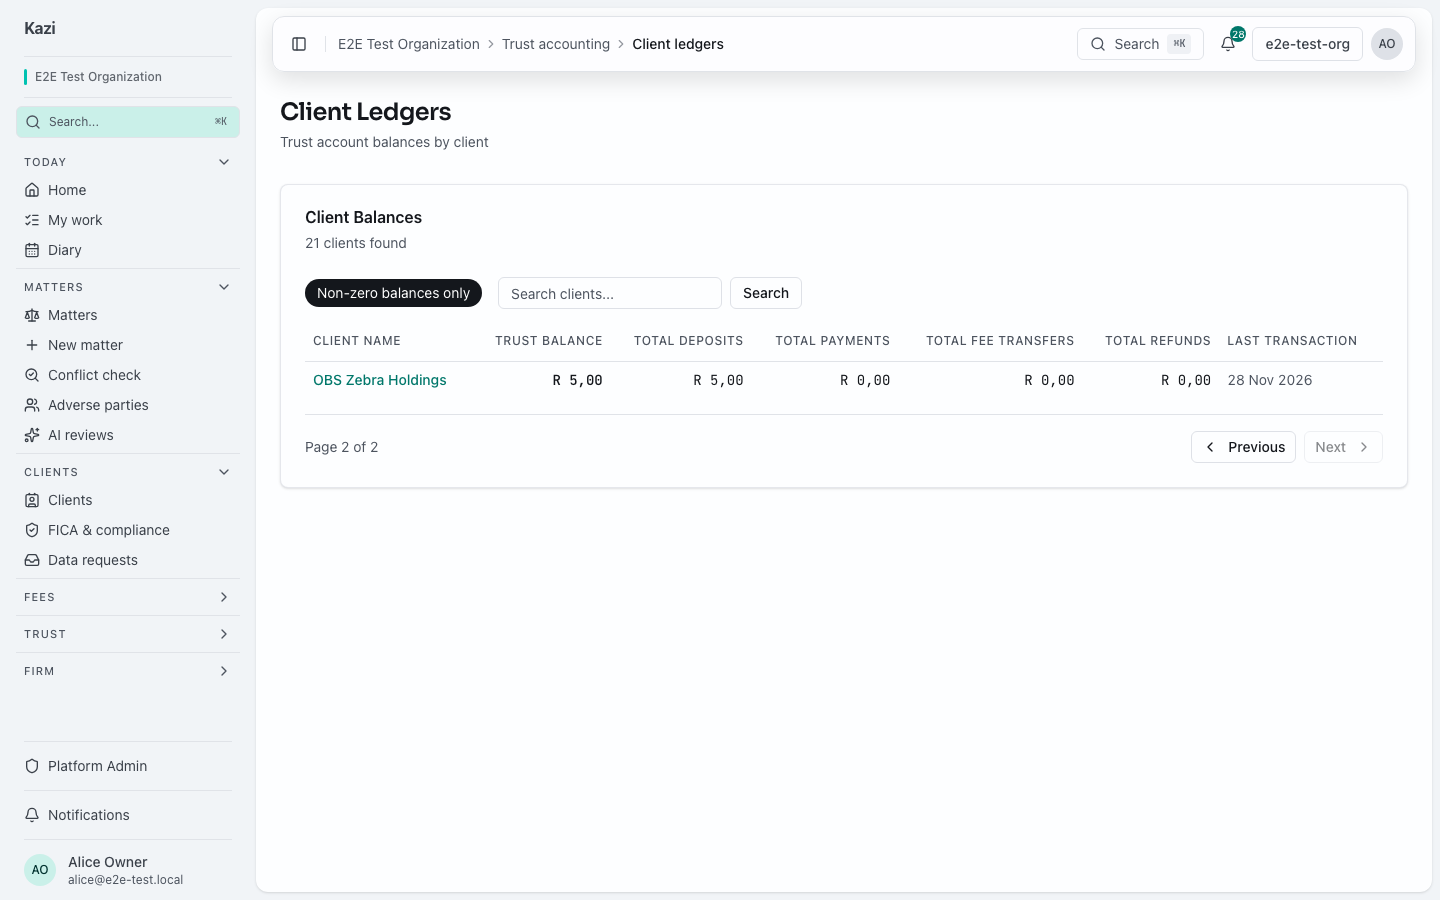 Kazi
E2E Test Organization
Search...
⌘K
TODAY
Home
My work
Diary
MATTERS
Matters
New matter
Conflict check
Adverse parties
AI reviews
CLIENTS
Clients
FICA & compliance
Data requests
FEES
TRUST
FIRM
Platform Admin
Notifications
AO
Alice Owner
alice@e2e-test.local
E2E Test Organization > Trust accounting > Client ledgers
Search ⌘K
28
e2e-test-org
AO
Client Ledgers
Trust account balances by client
Client Balances
21 clients found
Non-zero balances only
Search clients...
Search
CLIENT NAME TRUST BALANCE TOTAL DEPOSITS TOTAL PAYMENTS TOTAL FEE TRANSFERS TOTAL REFUNDS LAST TRANSACTION
OBS Zebra Holdings R 5,00 R 5,00 R 0,00 R 0,00 R 0,00 28 Nov 2026
Page 2 of 2
Previous
Next